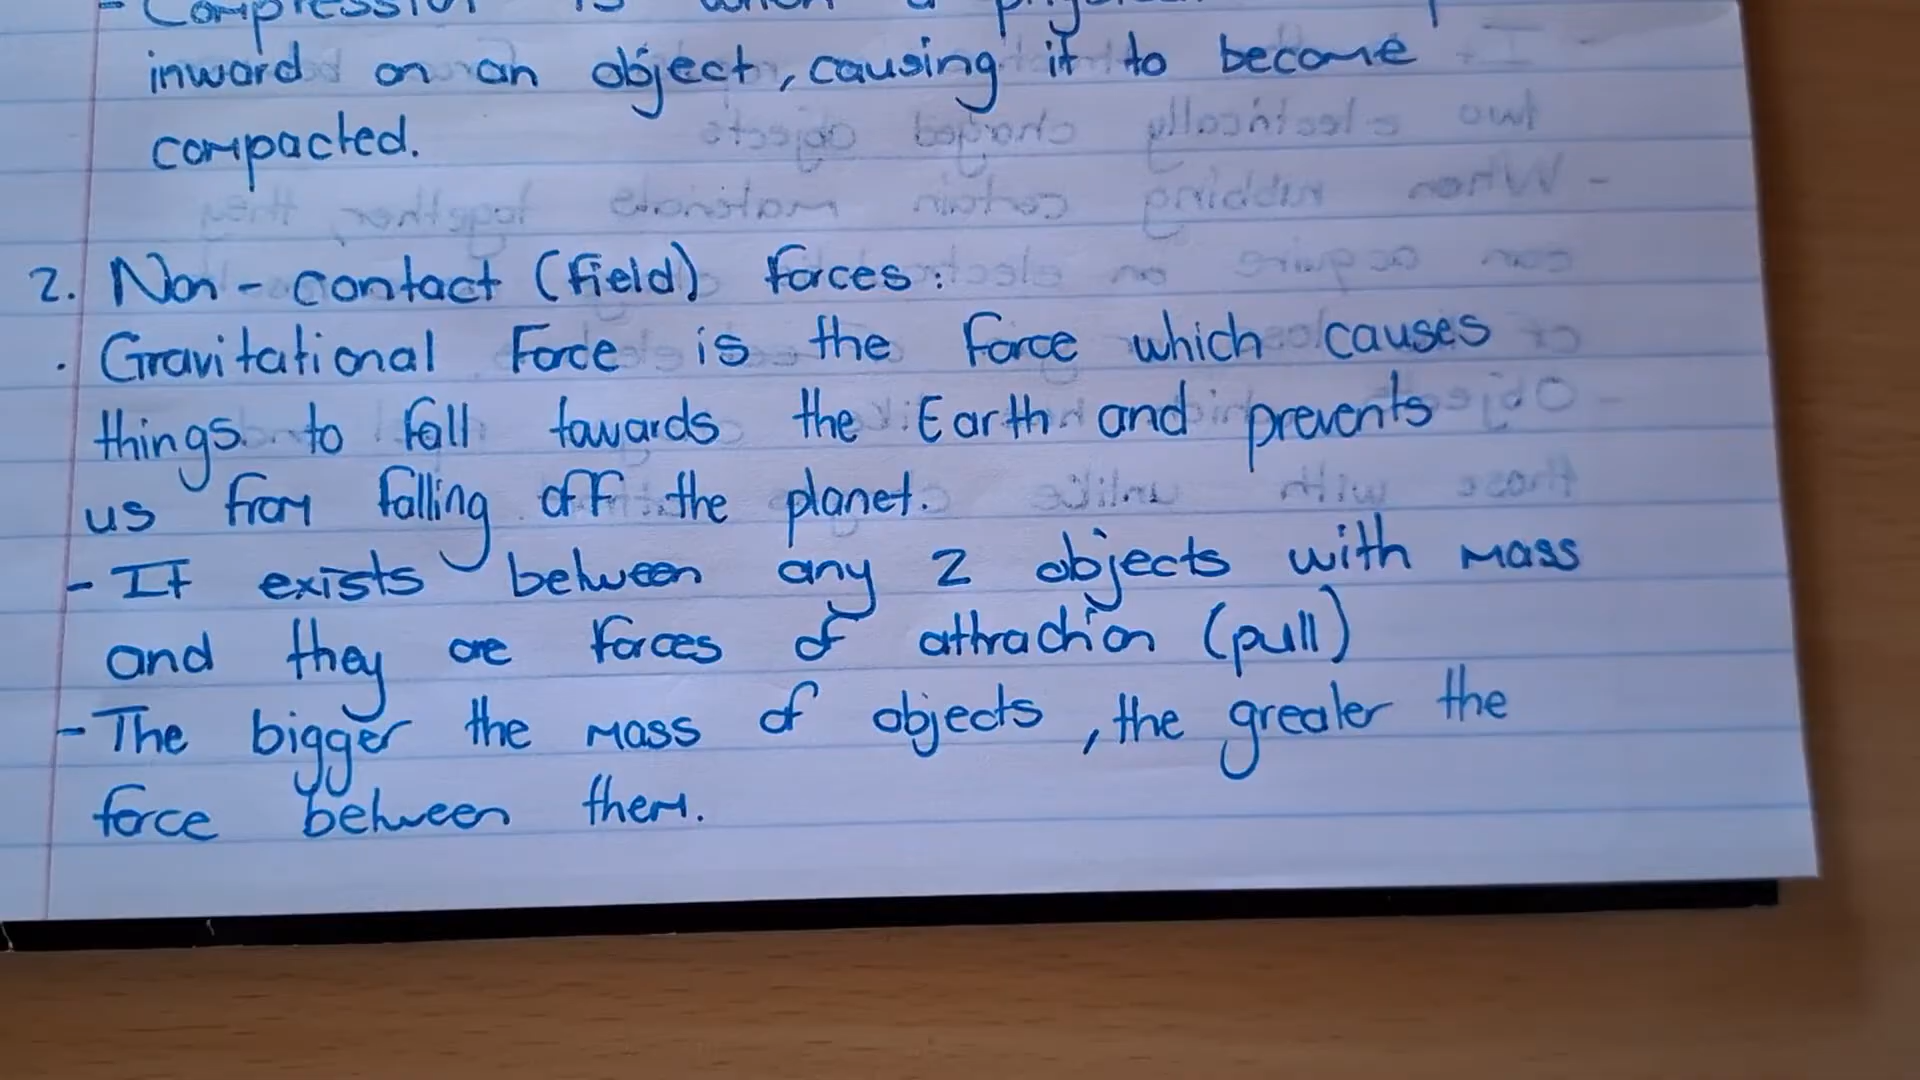 - Compression is when a
inward on an object, causing it to become
compacted.
2. Non-contact (field) forces:
. Gravitational Force is the force which causes
things to fall towards the Earth and prevents
us from falling off the planet.
- It exists between any 2 objects with mass
and they are forces of attraction (pull)
- The bigger the mass of objects, the greater the
force between them.